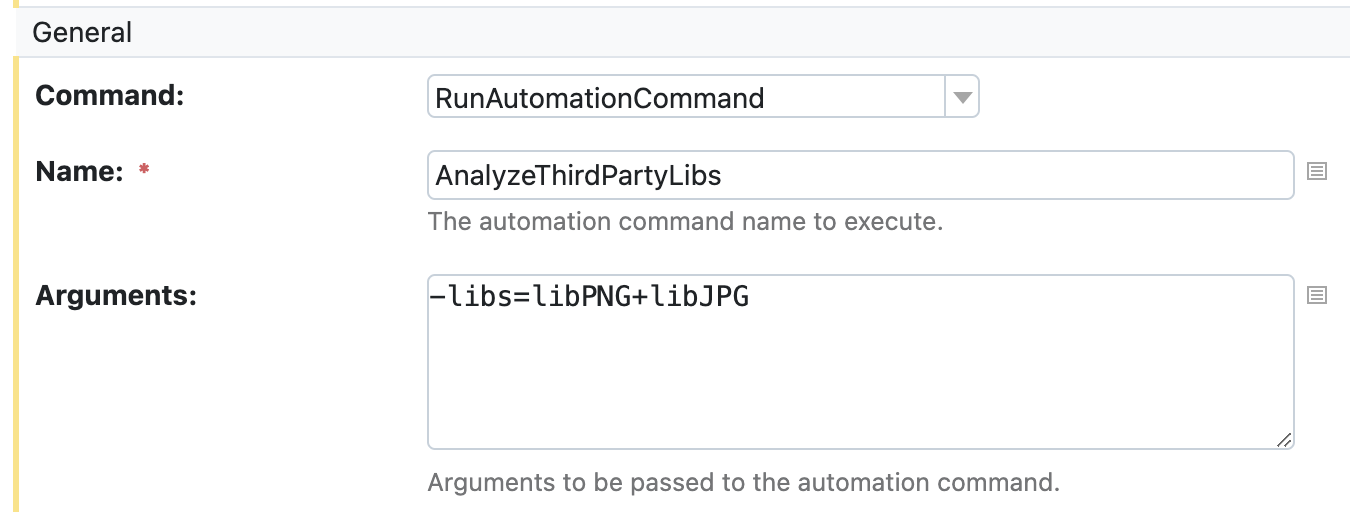 General
Command:
RunAutomationCommand
Name: *
AnalyzeThirdPartyLibs
The automation command name to execute.
Arguments:
-libs=libPNG+libJPG
Arguments to be passed to the automation command.